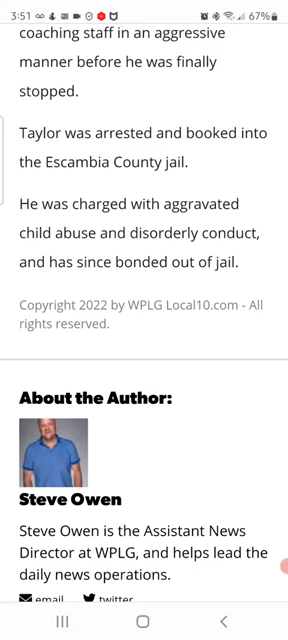 3:51
67%
coaching staff in an aggressive
manner before he was finally
stopped.
Taylor was arrested and booked into
the Escambia County jail.
He was charged with aggravated
child abuse and disorderly conduct,
and has since bonded out of jail.
Copyright 2022 by WPLG Local10.com - All
rights reserved.
About the Author:
Steve Owen
Steve Owen is the Assistant News
Director at WPLG, and helps lead the
daily news operations.
email twitter